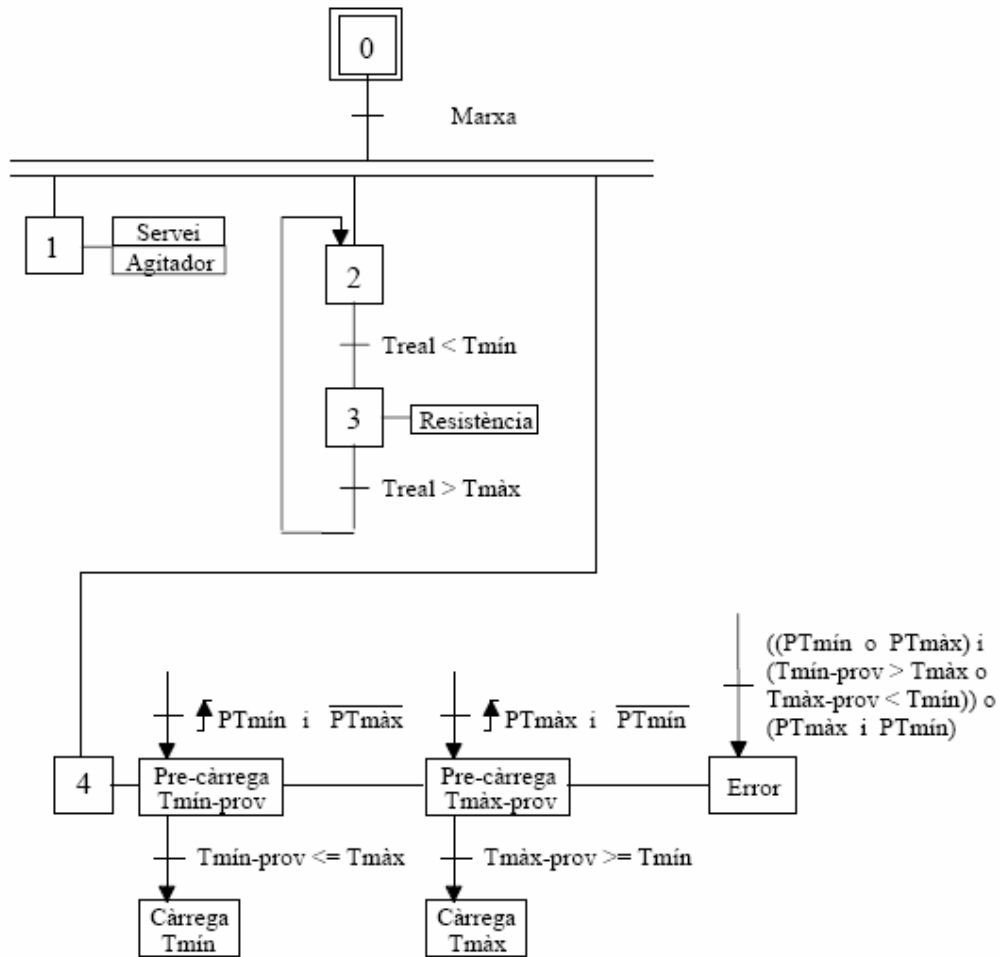 0
Marxa
1
Servei
Agitador
2
Treal < Tmín
3
Resistència
Treal > Tmàx
((PTmín o PTmàx) i
(Tmín-prov > Tmàx o
Tmàx-prov < Tmín)) o
(PTmàx i PTmín)
PTmín i PTmàx
PTmàx i PTmín
4
Pre-càrrega
Tmín-prov
Pre-càrrega
Tmàx-prov
Error
Tmín-prov <= Tmàx
Tmàx-prov >= Tmín
Càrrega
Tmín
Càrrega
Tmàx